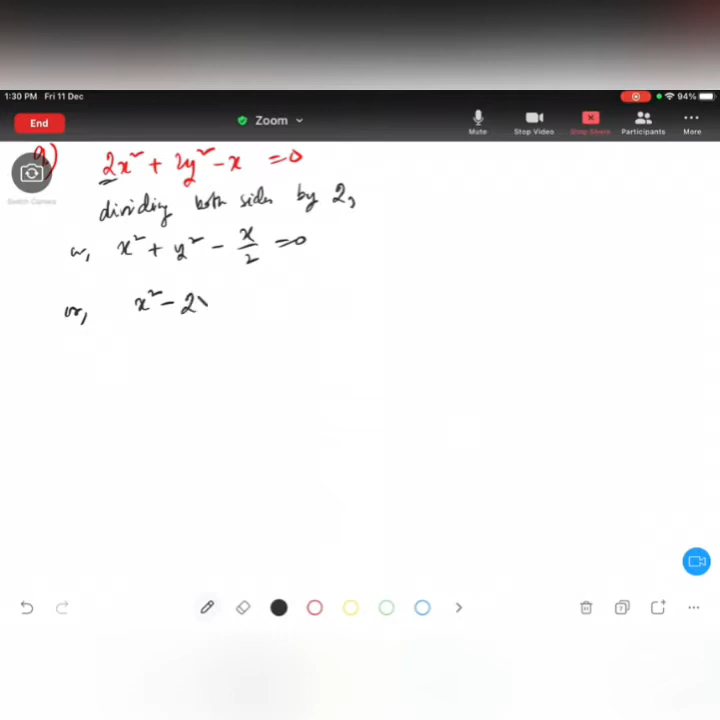 1:30 PM Fri 11 Dec
94%
End
Zoom
Mute
Stop Video
Stop Share
Participants
More
9) 2x² + 2y² - x = 0
Switch Camera
dividing both sides by 2,
or, x² + y² - x/2 = 0
or, x² - 2